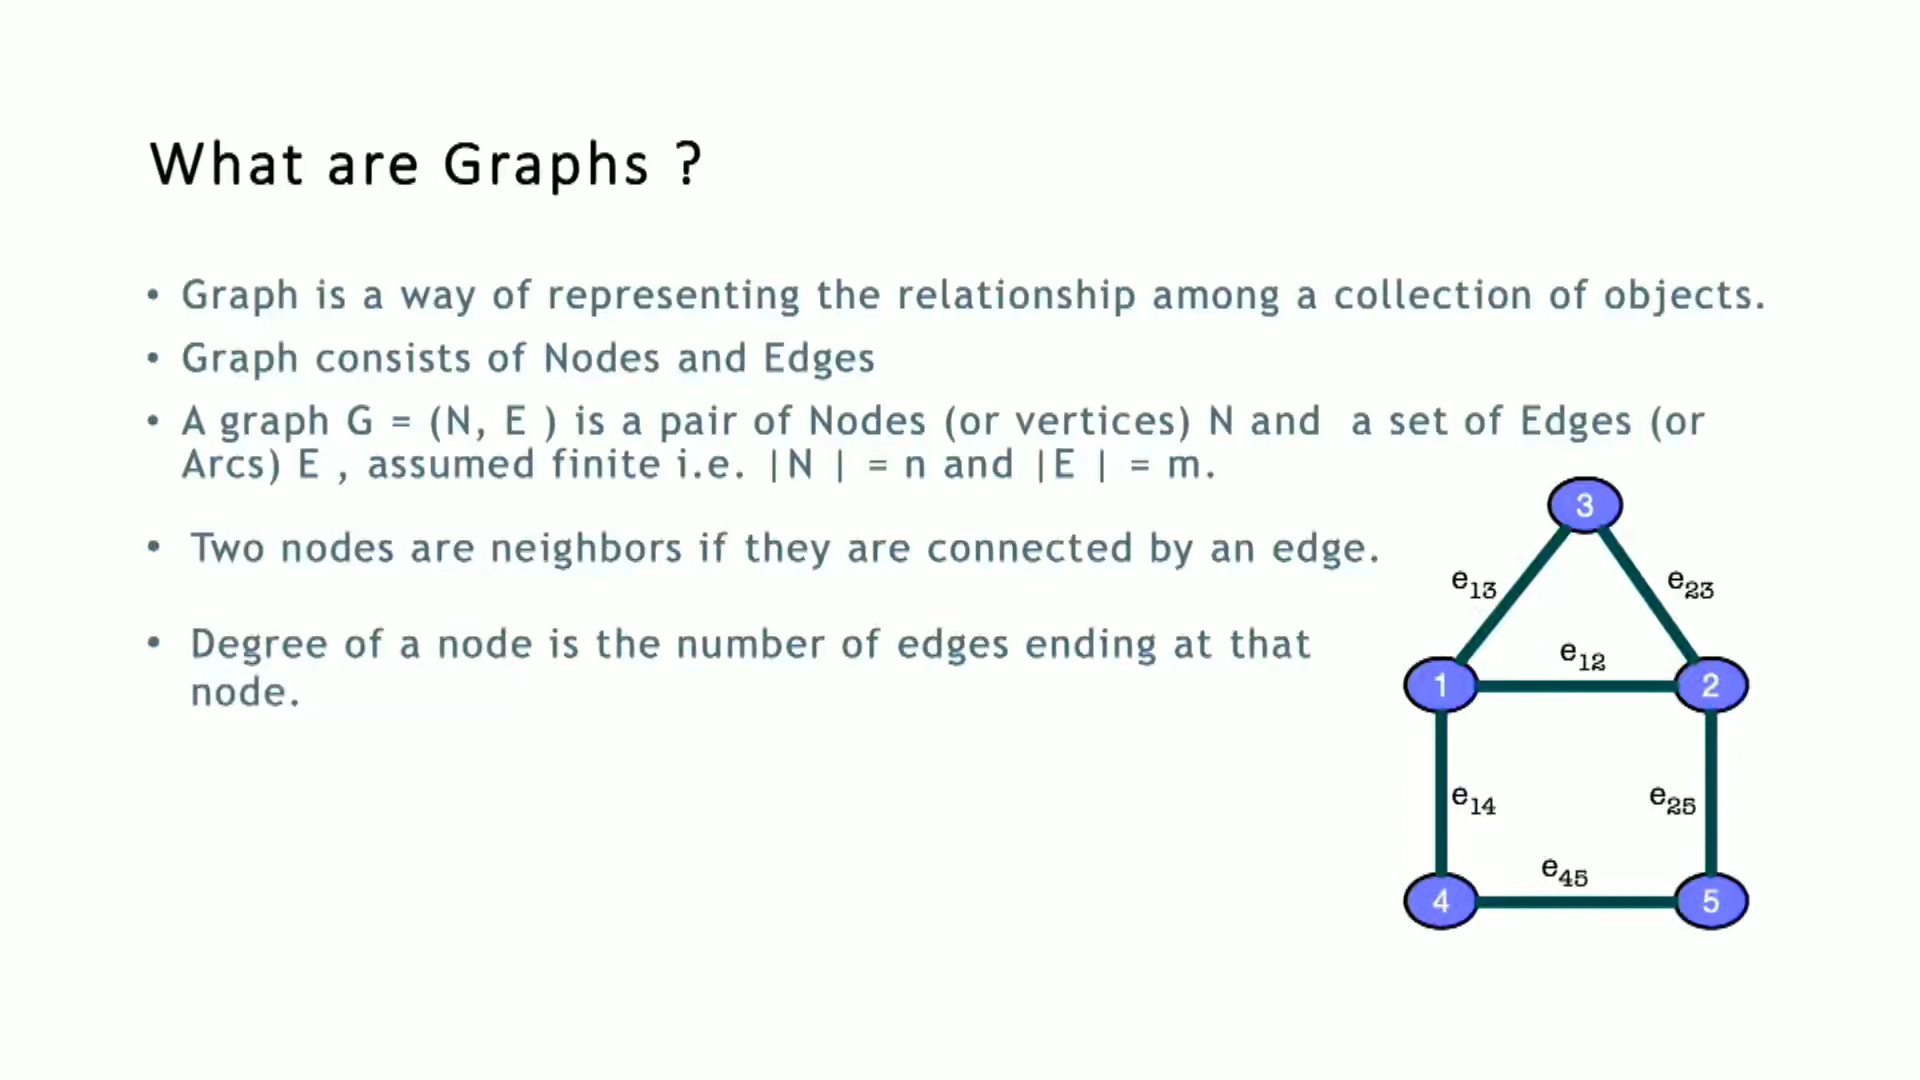 What are Graphs ?
• Graph is a way of representing the relationship among a collection of objects.
• Graph consists of Nodes and Edges
• A graph G = (N, E ) is a pair of Nodes (or vertices) N and a set of Edges (or
Arcs) E , assumed finite i.e. |N | = n and |E | = m.
• Two nodes are neighbors if they are connected by an edge.
• Degree of a node is the number of edges ending at that
node.
3
e13
e23
e12
1
2
e14
e25
e45
4
5